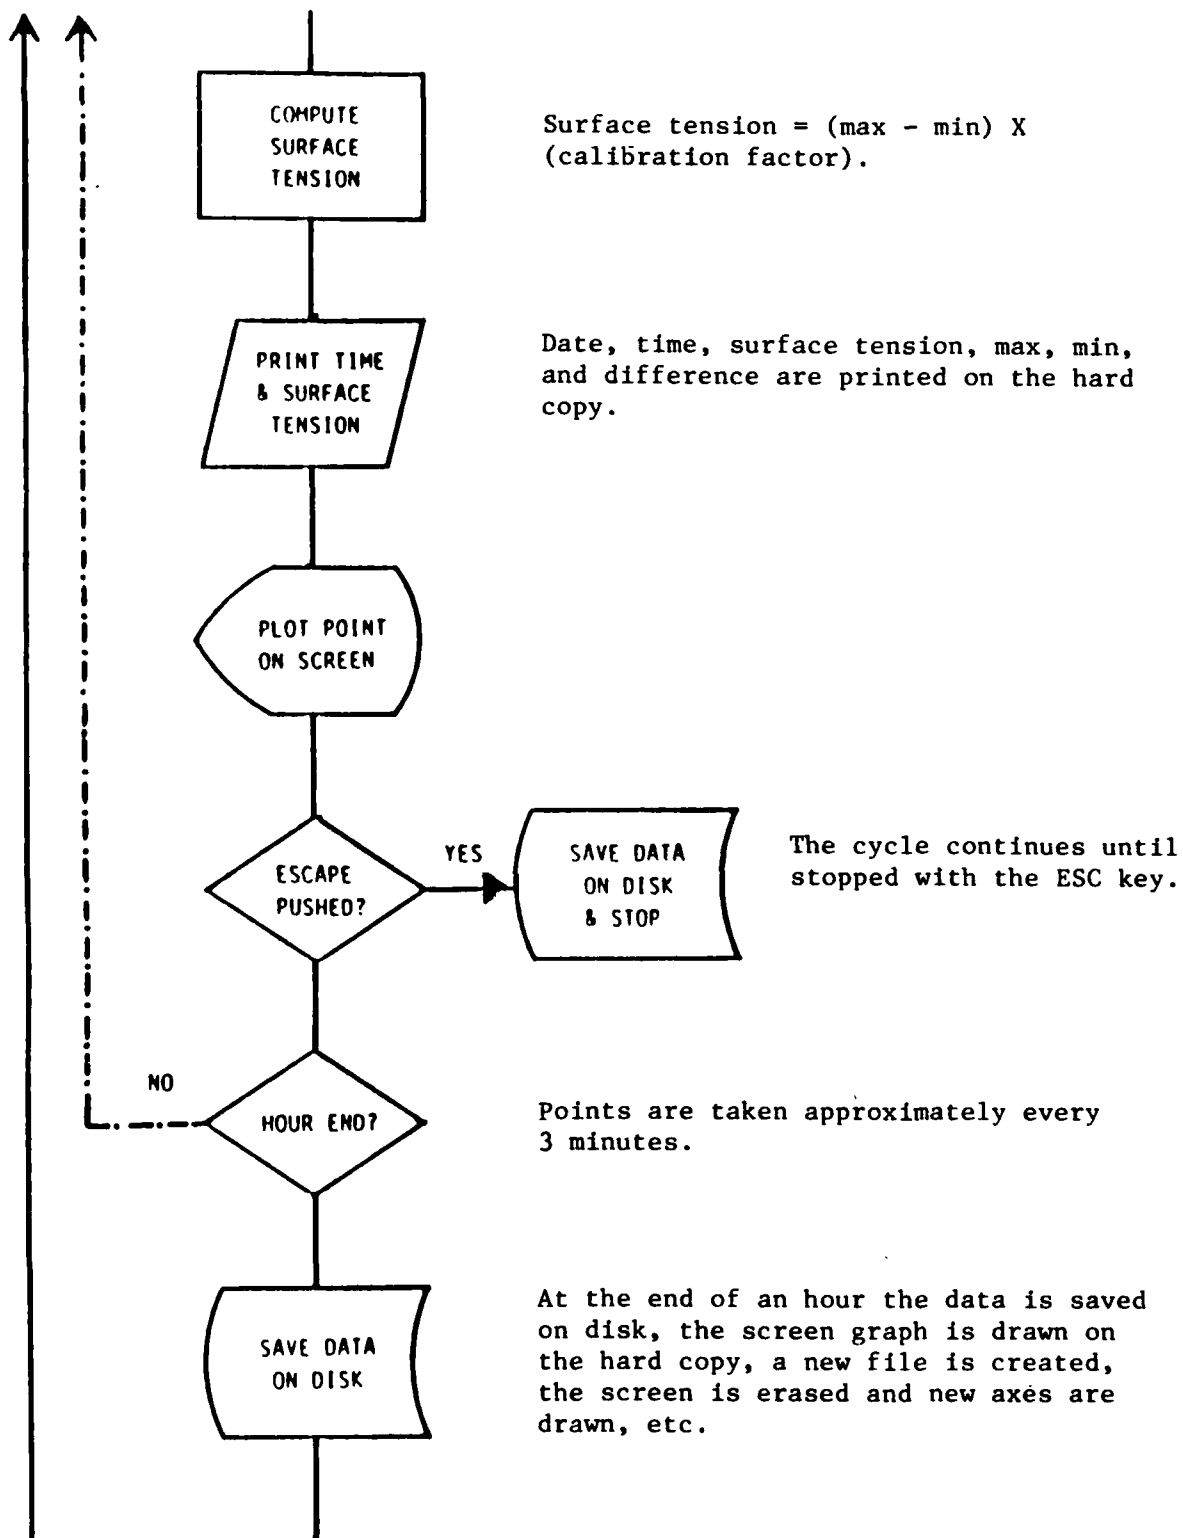 COMPUTE
SURFACE
TENSION
Surface tension = (max - min) X
(calibration factor).
PRINT TIME
& SURFACE
TENSION
Date, time, surface tension, max, min,
and difference are printed on the hard
copy.
PLOT POINT
ON SCREEN
ESCAPE
PUSHED?
YES
SAVE DATA
ON DISK
& STOP
The cycle continues until
stopped with the ESC key.
NO
HOUR END?
Points are taken approximately every
3 minutes.
SAVE DATA
ON DISK
At the end of an hour the data is saved
on disk, the screen graph is drawn on
the hard copy, a new file is created,
the screen is erased and new axes are
drawn, etc.